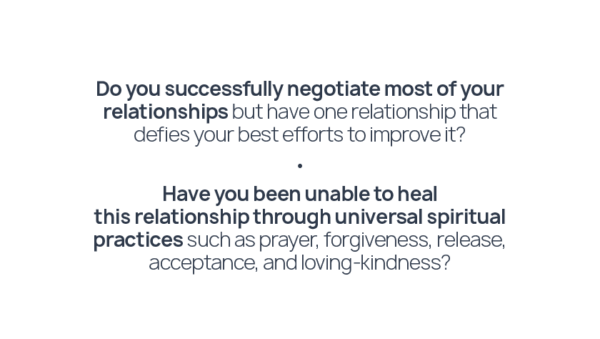 Do you successfully negotiate most of your
relationships but have one relationship that
defies your best efforts to improve it?
•
Have you been unable to heal
this relationship through universal spiritual
practices such as prayer, forgiveness, release,
acceptance, and loving-kindness?